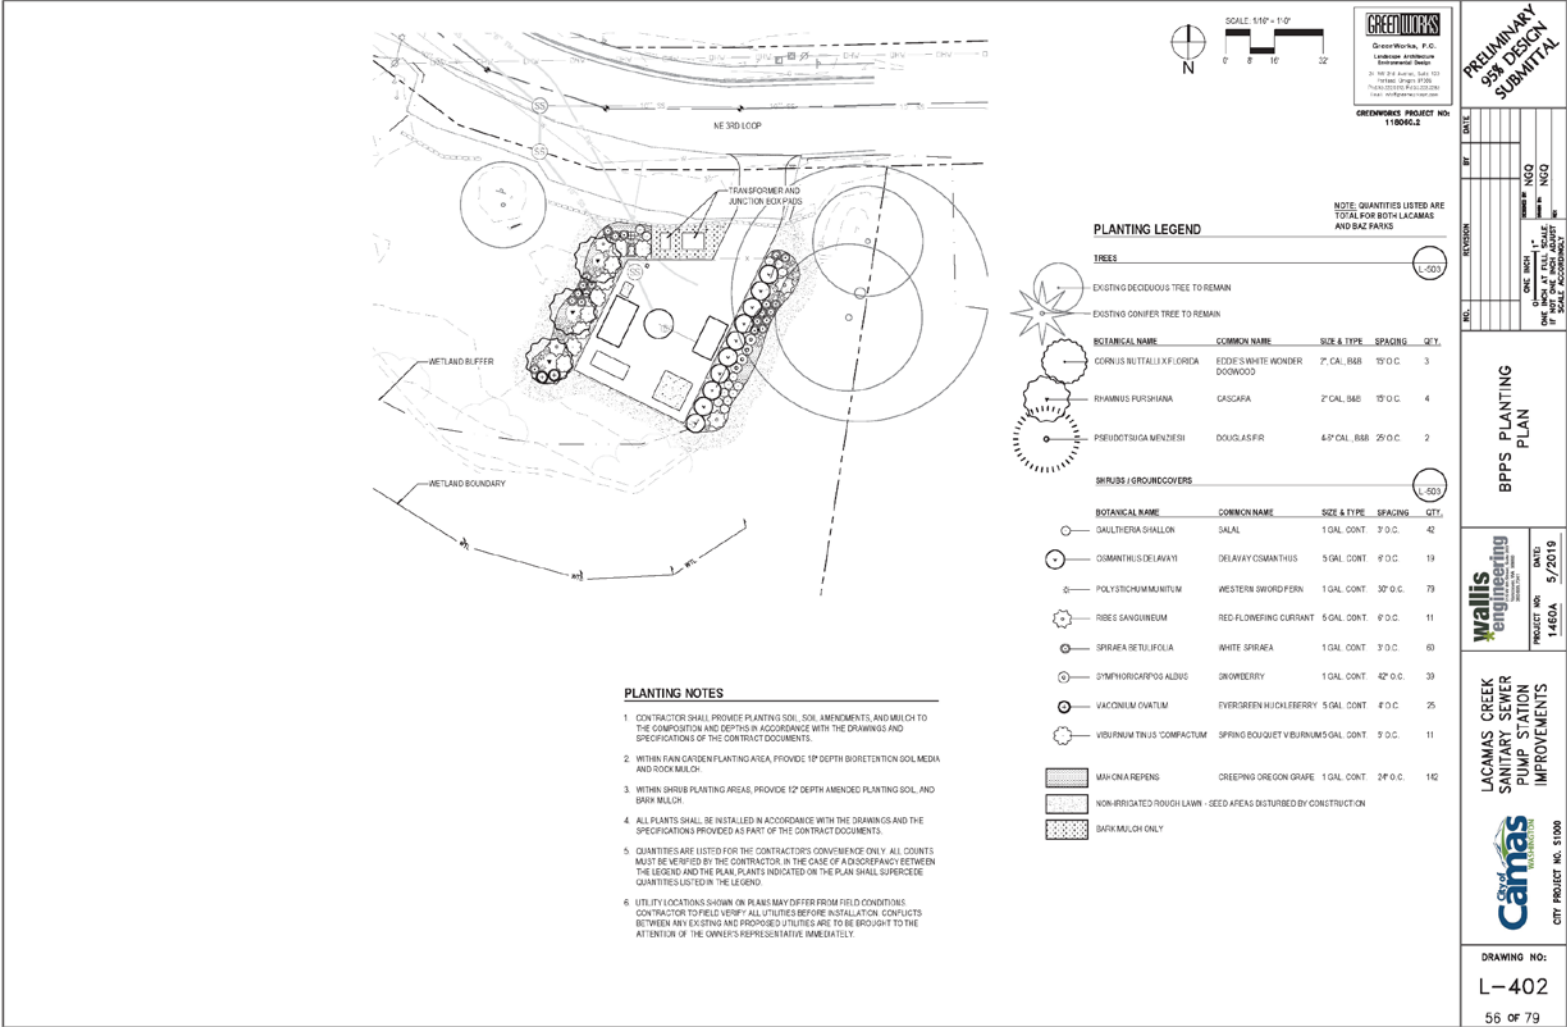 SCALE: 1/16" = 1'-0"
0' 8' 16' 32'
N
GREENWORKS
GreenWorks, P.C.
Landscape Architecture
Environmental Design
GREENWORKS PROJECT NO:
118060.2
PRELIMINARY
95% DESIGN
SUBMITTAL
NE 3RD LOOP
SS
SS
SS
TRANSFORMER AND
JUNCTION BOX PADS
WETLAND BUFFER
WETLAND BOUNDARY
WTL
NOTE: QUANTITIES LISTED ARE
TOTAL FOR BOTH LACAMAS
AND BAZ PARKS
PLANTING LEGEND
TREES
L-503
EXISTING DECIDUOUS TREE TO REMAIN
EXISTING CONIFER TREE TO REMAIN
BOTANICAL NAME COMMON NAME SIZE & TYPE SPACING QTY.
CORNUS NUTTALLI X FLORIDA EDDIE'S WHITE WONDER DOGWOOD 2", CAL, B&B 15' O.C. 3
RHAMNUS PURSHIANA CASCARA 2" CAL, B&B 15' O.C. 4
PSEUDOTSUGA MENZIESII DOUGLAS FIR 4-6" CAL., B&B 25' O.C. 2
SHRUBS / GROUNDCOVERS
L-503
BOTANICAL NAME COMMON NAME SIZE & TYPE SPACING QTY.
GAULTHERIA SHALLON SALAL 1 GAL. CONT. 3' O.C. 42
OSMANTHUS DELAVAYI DELAVAY OSMANTHUS 5 GAL. CONT. 6' O.C. 19
POLYSTICHUM MUNITUM WESTERN SWORD FERN 1 GAL. CONT. 30" O.C. 79
RIBES SANGUINEUM RED-FLOWERING CURRANT 5 GAL. CONT. 6' O.C. 11
SPIRAEA BETULIFOLIA WHITE SPIRAEA 1 GAL. CONT. 3' O.C. 60
SYMPHORICARPOS ALBUS SNOWBERRY 1 GAL. CONT. 42" O.C. 39
VACCINIUM OVATUM EVERGREEN HUCKLEBERRY 5 GAL. CONT. 4' O.C. 25
VIBURNUM TINUS 'COMPACTUM' SPRING BOUQUET VIBURNUM 5 GAL. CONT. 5' O.C. 11
MAHONIA REPENS CREEPING OREGON GRAPE 1 GAL. CONT. 24" O.C. 142
NON-IRRIGATED ROUGH LAWN - SEED AREAS DISTURBED BY CONSTRUCTION
BARK MULCH ONLY
PLANTING NOTES
1. CONTRACTOR SHALL PROVIDE PLANTING SOIL, SOIL AMENDMENTS, AND MULCH TO
THE COMPOSITION AND DEPTHS IN ACCORDANCE WITH THE DRAWINGS AND
SPECIFICATIONS OF THE CONTRACT DOCUMENTS.
2. WITHIN RAIN GARDEN PLANTING AREA, PROVIDE 18" DEPTH BIORETENTION SOIL MEDIA
AND ROCK MULCH.
3. WITHIN SHRUB PLANTING AREAS, PROVIDE 12" DEPTH AMENDED PLANTING SOIL, AND
BARK MULCH.
4. ALL PLANTS SHALL BE INSTALLED IN ACCORDANCE WITH THE DRAWINGS AND THE
SPECIFICATIONS PROVIDED AS PART OF THE CONTRACT DOCUMENTS.
5. QUANTITIES ARE LISTED FOR THE CONTRACTOR'S CONVENIENCE ONLY. ALL COUNTS
MUST BE VERIFIED BY THE CONTRACTOR. IN THE CASE OF A DISCREPANCY BETWEEN
THE LEGEND AND THE PLAN, PLANTS INDICATED ON THE PLAN SHALL SUPERCEDE
QUANTITIES LISTED IN THE LEGEND.
6. UTILITY LOCATIONS SHOWN ON PLANS MAY DIFFER FROM FIELD CONDITIONS.
CONTRACTOR TO FIELD VERIFY ALL UTILITIES BEFORE INSTALLATION. CONFLICTS
BETWEEN ANY EXISTING AND PROPOSED UTILITIES ARE TO BE BROUGHT TO THE
ATTENTION OF THE OWNER'S REPRESENTATIVE IMMEDIATELY.
NO. REVISION BY DATE
NGQ
NGQ
0 ONE INCH 1"
ONE INCH AT FULL SCALE.
IF NOT ONE INCH ADJUST
SCALE ACCORDINGLY
BPPS PLANTING
PLAN
wallis
engineering
PROJECT NO: 1460A
DATE: 5/2019
LACAMAS CREEK
SANITARY SEWER
PUMP STATION
IMPROVEMENTS
City of
Camas
WASHINGTON
CITY PROJECT NO. S1000
DRAWING NO:
L-402
56 OF 79